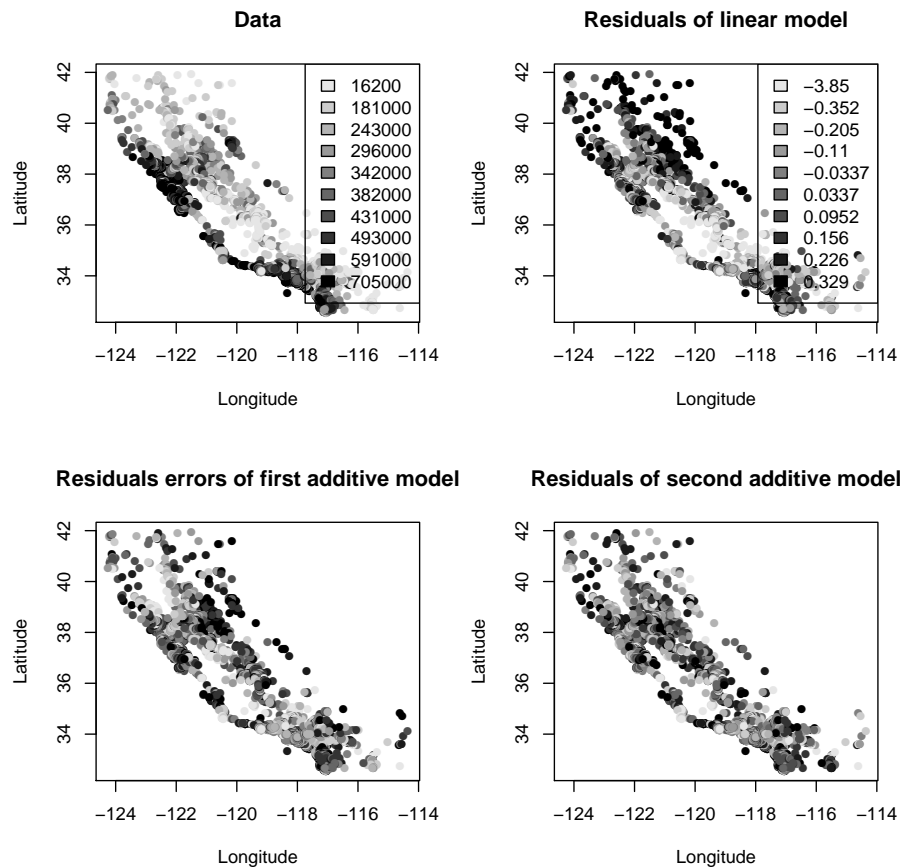 Data
Latitude
42
40
38
36
34
16200
181000
243000
296000
342000
382000
431000
493000
591000
705000
−124 −122 −120 −118 −116 −114
Longitude
Residuals of linear model
Latitude
42
40
38
36
34
−3.85
−0.352
−0.205
−0.11
−0.0337
0.0337
0.0952
0.156
0.226
0.329
−124 −122 −120 −118 −116 −114
Longitude
Residuals errors of first additive model
Latitude
42
40
38
36
34
−124 −122 −120 −118 −116 −114
Longitude
Residuals of second additive model
Latitude
42
40
38
36
34
−124 −122 −120 −118 −116 −114
Longitude